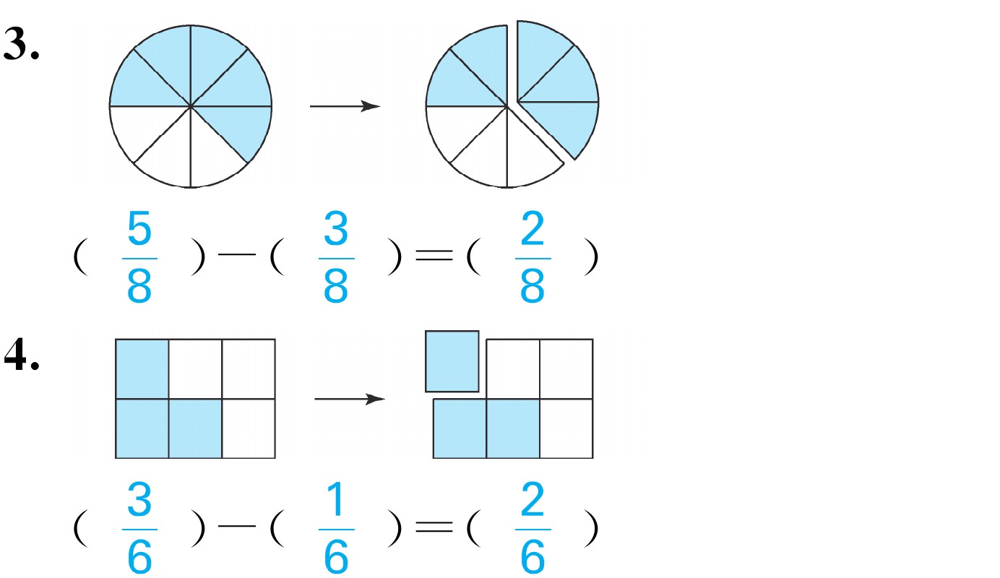 3.
( 5/8 ) — ( 3/8 ) = ( 2/8 )
4.
( 3/6 ) — ( 1/6 ) = ( 2/6 )